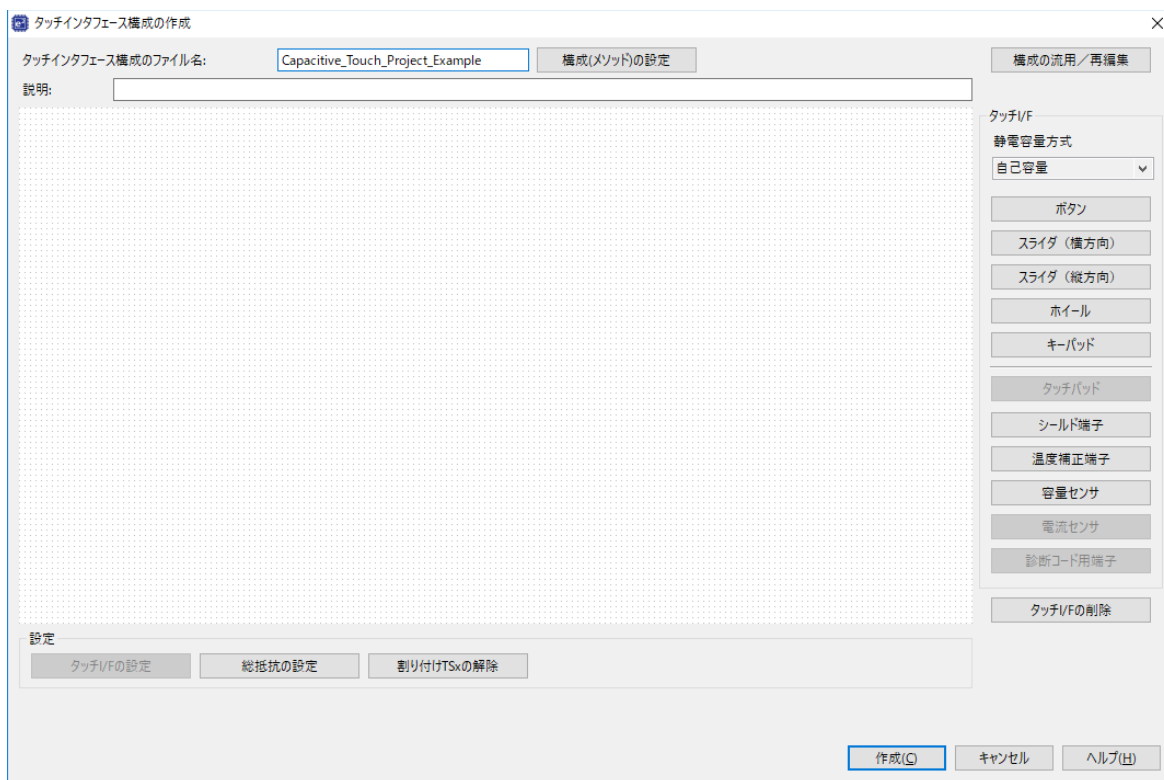 タッチインタフェース構成の作成
タッチインタフェース構成のファイル名: Capacitive_Touch_Project_Example 構成(メソッド)の設定 構成の流用／再編集
説明:
タッチI/F
静電容量方式
自己容量
ボタン
スライダ（横方向）
スライダ（縦方向）
ホイール
キーパッド
タッチパッド
シールド端子
温度補正端子
容量センサ
電流センサ
診断コード用端子
タッチI/Fの削除
設定
タッチI/Fの設定 総抵抗の設定 割り付けTSxの解除
作成(C) キャンセル ヘルプ(H)